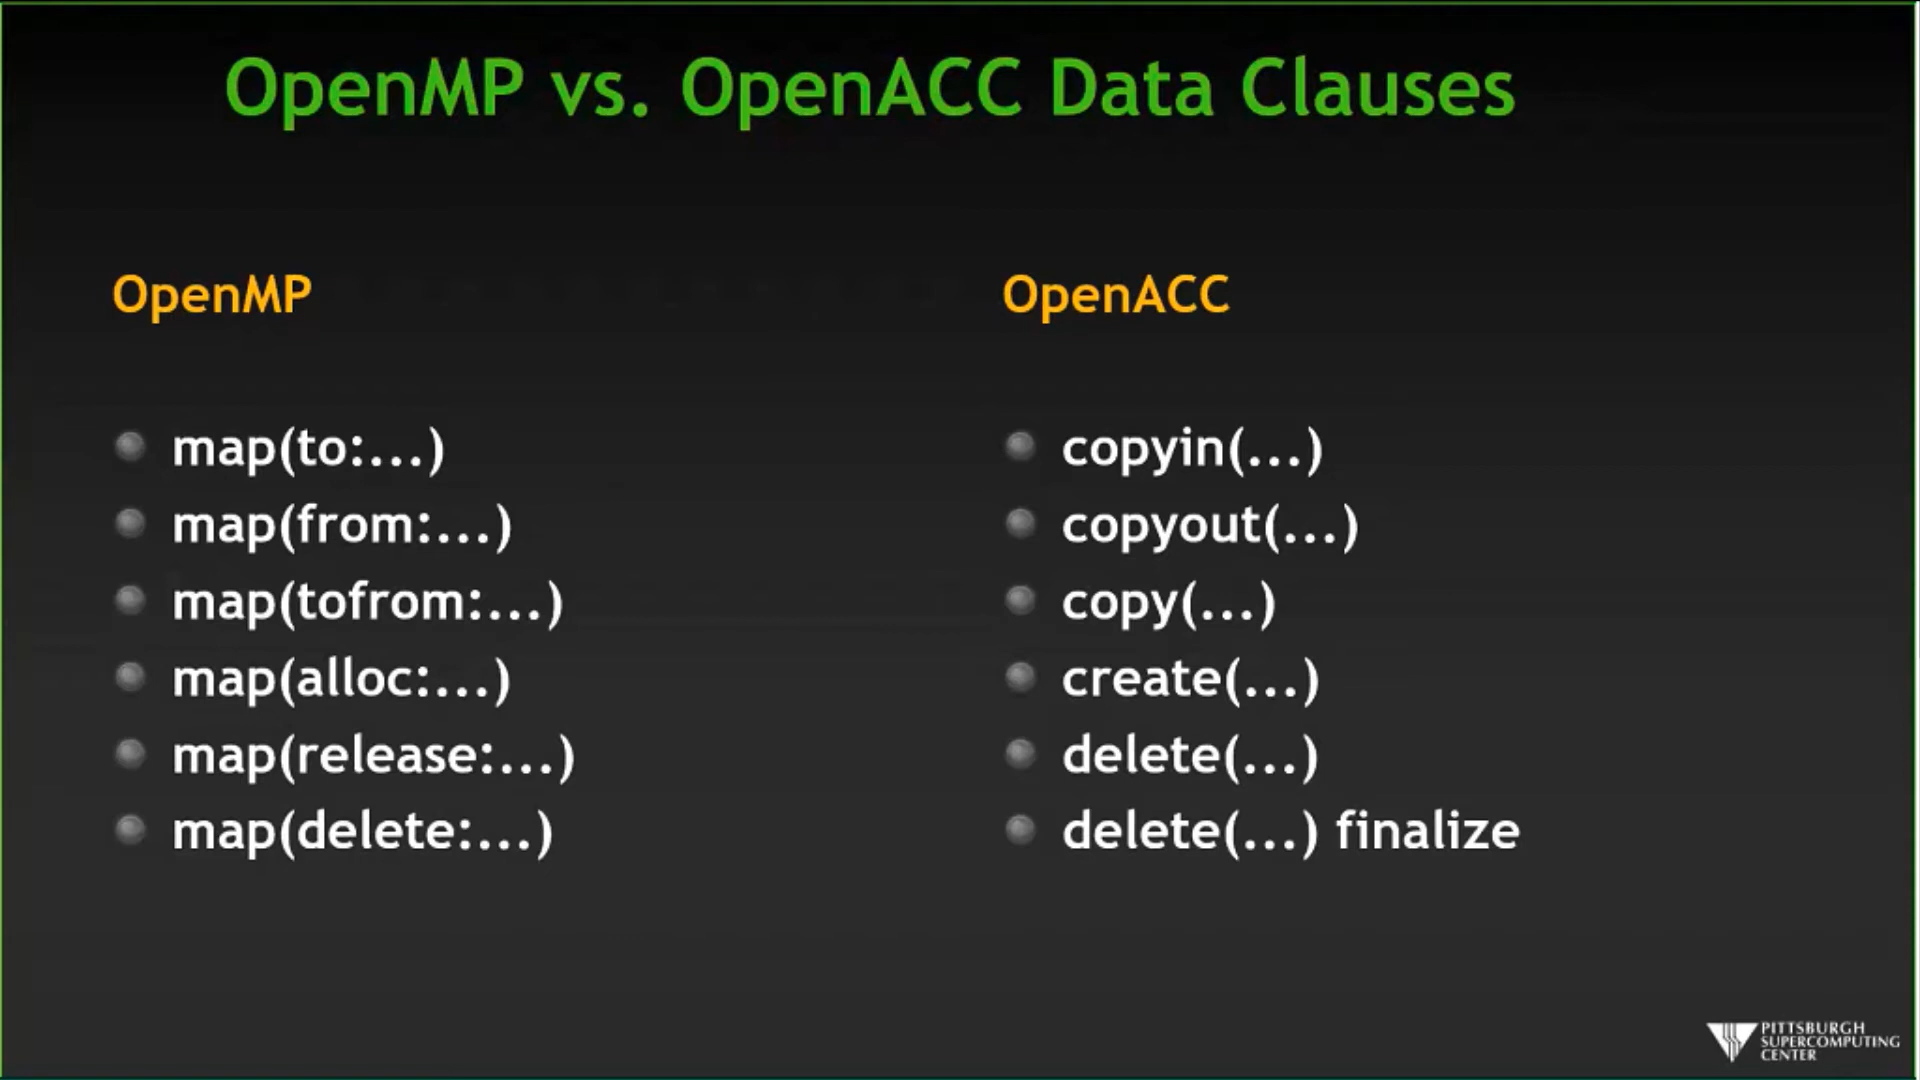 OpenMP vs. OpenACC Data Clauses
OpenMP
map(to:...)
map(from:...)
map(tofrom:...)
map(alloc:...)
map(release:...)
map(delete:...)
OpenACC
copyin(...)
copyout(...)
copy(...)
create(...)
delete(...)
delete(...) finalize
PITTSBURGH
SUPERCOMPUTING
CENTER